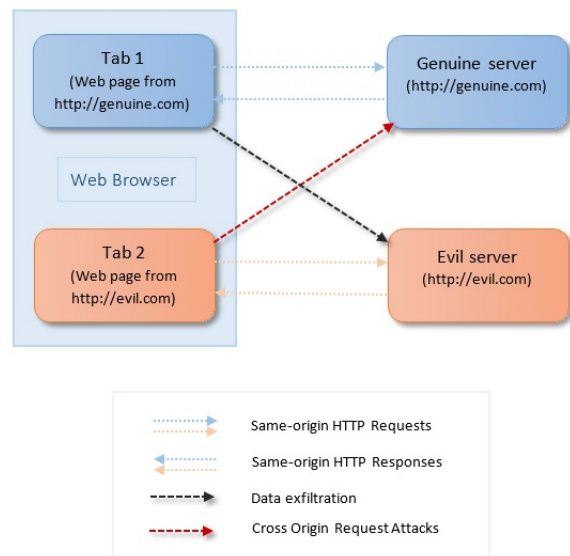 Tab 1
(Web page from
http://genuine.com)
Genuine server
(http://genuine.com)
Web Browser
Tab 2
(Web page from
http://evil.com)
Evil server
(http://evil.com)
Same-origin HTTP Requests
Same-origin HTTP Responses
Data exfiltration
Cross Origin Request Attacks